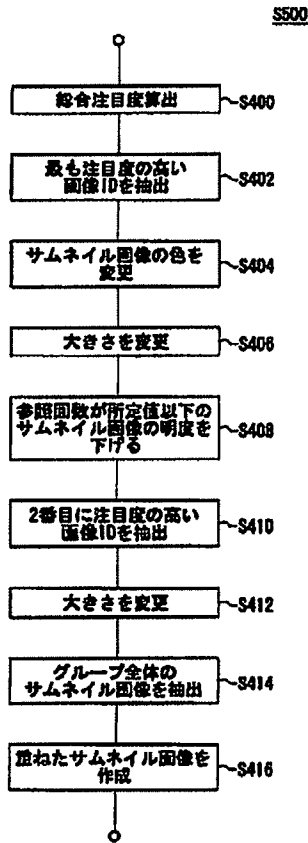 S500
総合注目度算出
S400
最も注目度の高い
画像IDを抽出
S402
サムネイル画像の色を
変更
S404
大きさを変更
S406
参照回数が所定値以下の
サムネイル画像の明度を
下げる
S408
2番目に注目度の高い
画像IDを抽出
S410
大きさを変更
S412
グループ全体の
サムネイル画像を抽出
S414
重ねたサムネイル画像を
作成
S416